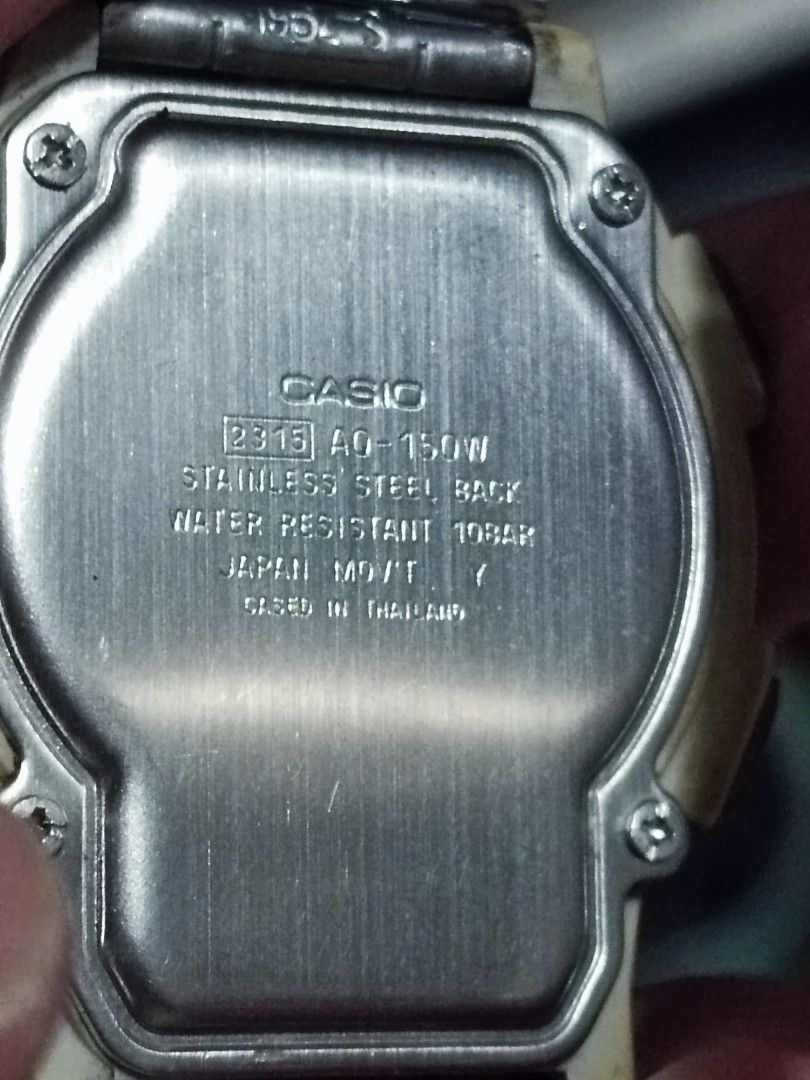 CASIO
2315 AQ-150W
STAINLESS STEEL BACK
WATER RESISTANT 10BAR
JAPAN MOV'T Y
CASED IN THAILAND